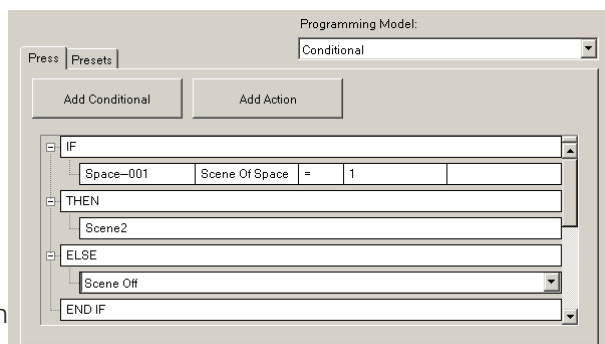 Programming Model:
Conditional
Press Presets
Add Conditional Add Action
IF
Space—001 Scene Of Space = 1
THEN
Scene2
ELSE
Scene Off
END IF
n